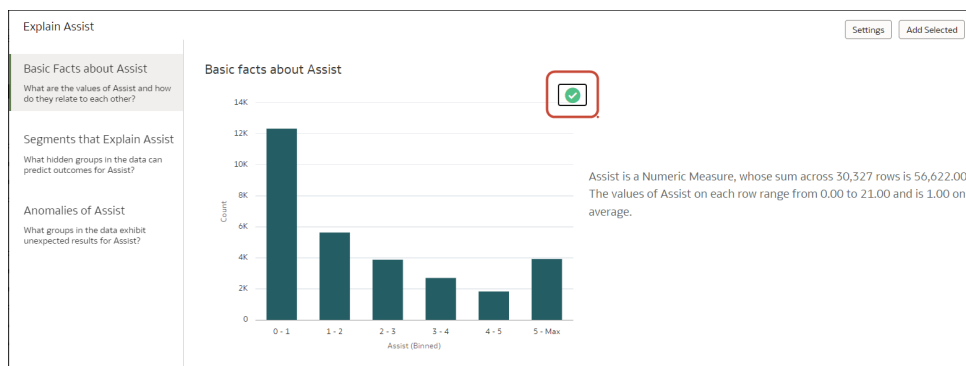 Explain Assist
Settings
Add Selected
Basic Facts about Assist
What are the values of Assist and how
do they relate to each other?
Segments that Explain Assist
What hidden groups in the data can
predict outcomes for Assist?
Anomalies of Assist
What groups in the data exhibit
unexpected results for Assist?
Basic facts about Assist
14K
12K
10K
8K
6K
4K
2K
0
Count
0 - 1
1 - 2
2 - 3
3 - 4
4 - 5
5 - Max
Assist (Binned)
Assist is a Numeric Measure, whose sum across 30,327 rows is 56,622.00
The values of Assist on each row range from 0.00 to 21.00 and is 1.00 on
average.